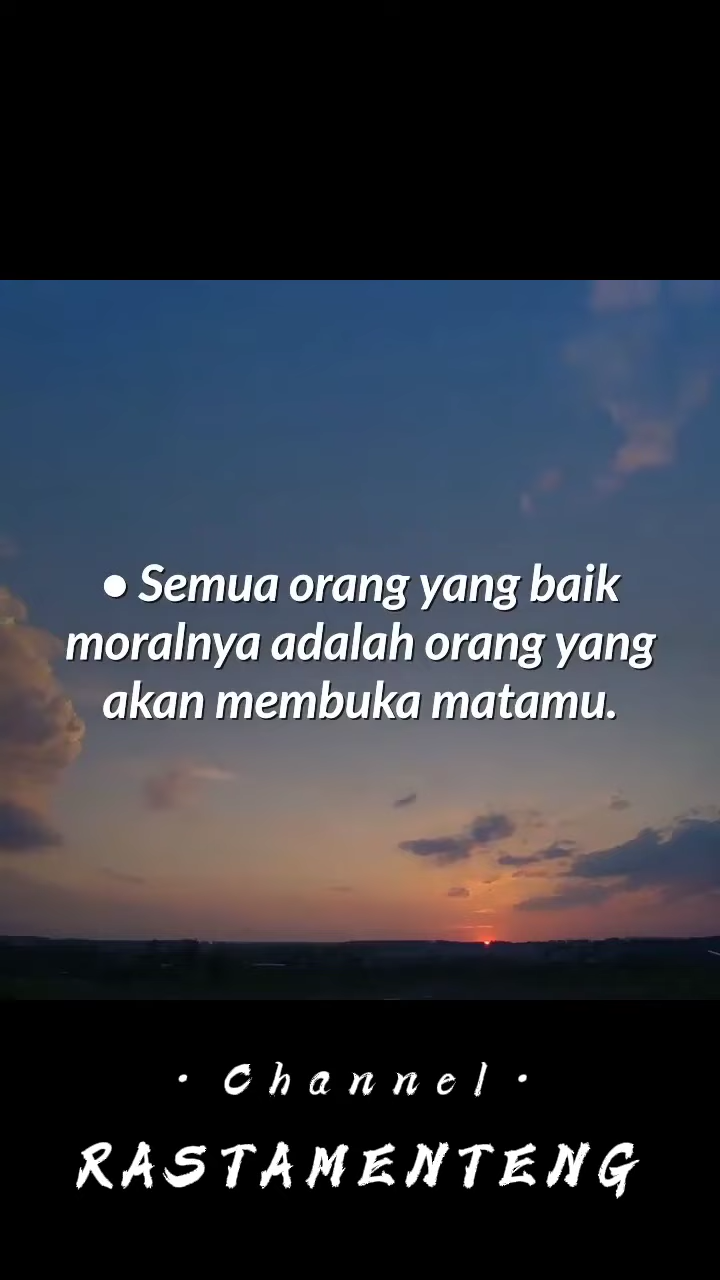 ● Semua orang yang baik
moralnya adalah orang yang
akan membuka matamu.
• Channel •
RASTAMENTENG